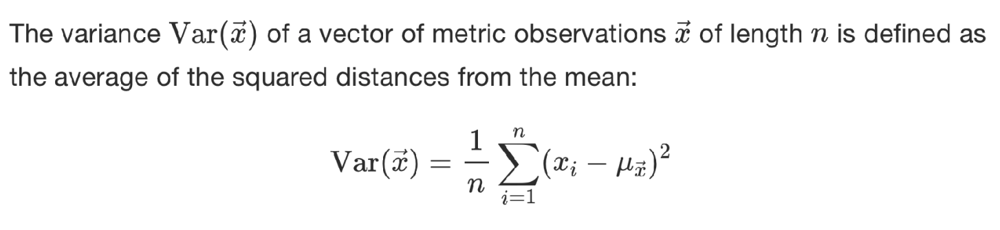 The variance $\mathrm{Var}(\vec{x})$ of a vector of metric observations $\vec{x}$ of length $n$ is defined as
the average of the squared distances from the mean:
$$\mathrm{Var}(\vec{x}) = \frac{1}{n} \sum_{i=1}^{n} (x_i - \mu_{\vec{x}})^2$$